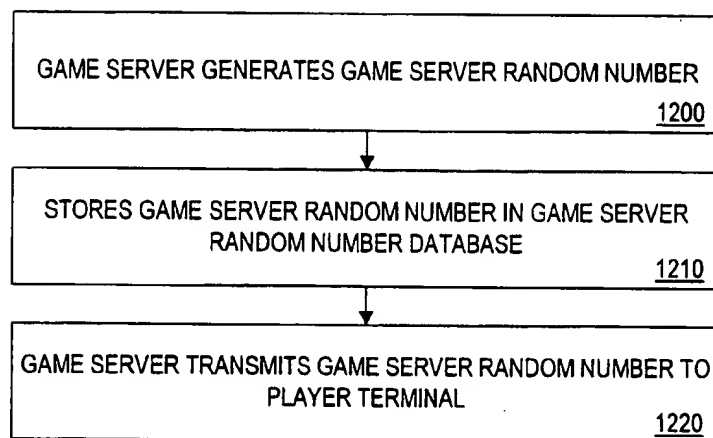 GAME SERVER GENERATES GAME SERVER RANDOM NUMBER
1200
STORES GAME SERVER RANDOM NUMBER IN GAME SERVER
RANDOM NUMBER DATABASE
1210
GAME SERVER TRANSMITS GAME SERVER RANDOM NUMBER TO
PLAYER TERMINAL
1220